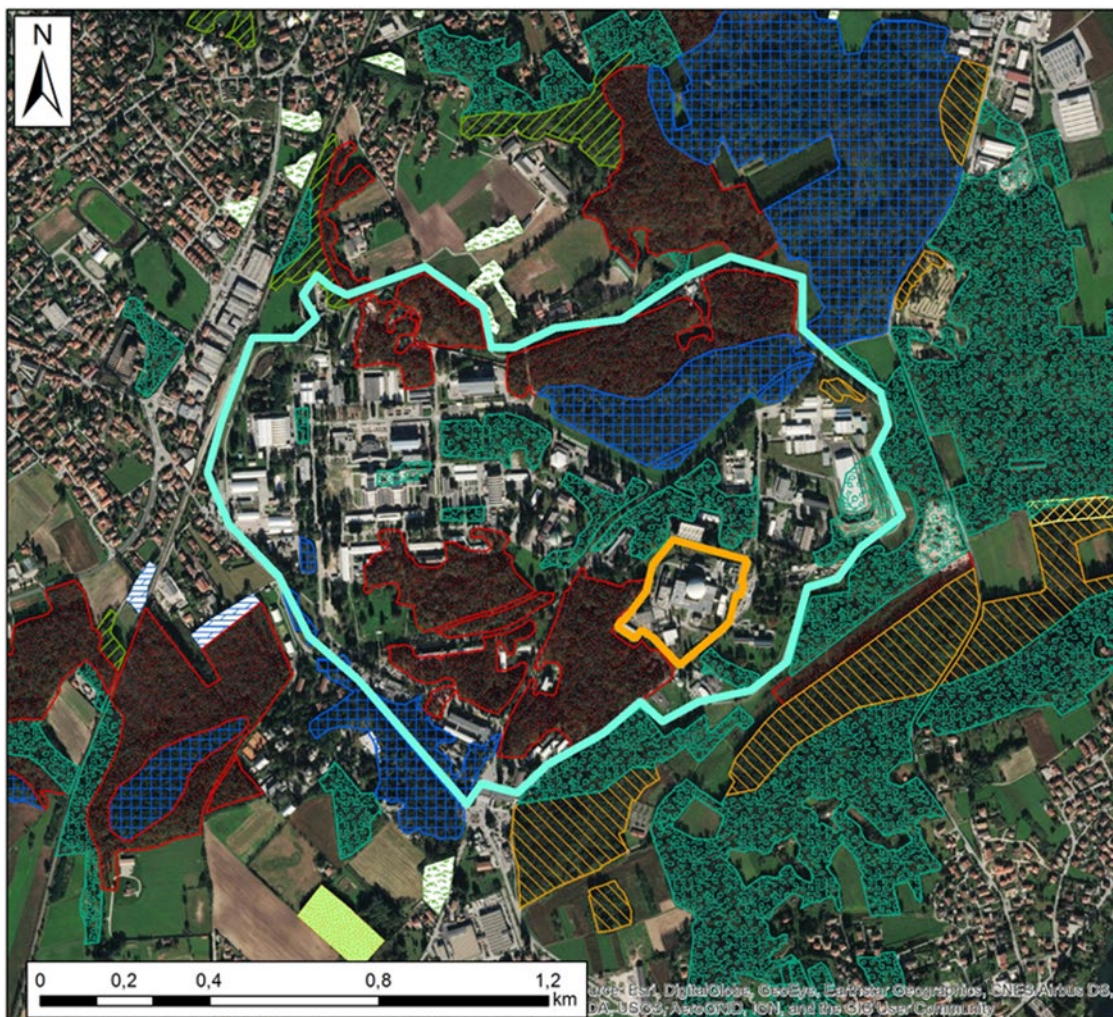 N
0 0,2 0,4 0,8 1,2
km
Esri, DigitalGlobe, GeoEye, Earthstar Geographics, CNES/Airbus DS,
USGS, AeroGRID, IGN, and the GIS User Community